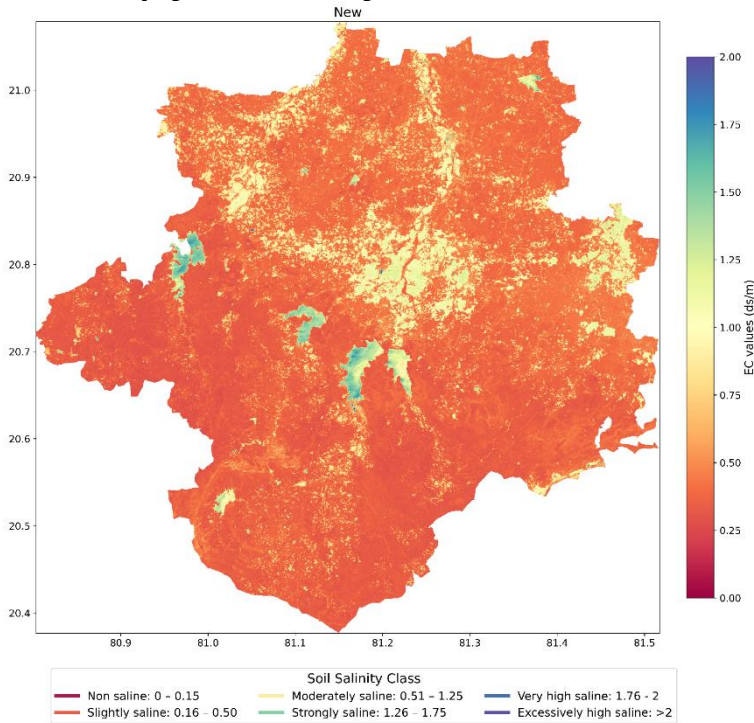 New
21.0
20.9
20.8
20.7
20.6
20.5
20.4
80.9 81.0 81.1 81.2 81.3 81.4 81.5
2.00
1.75
1.50
1.25
1.00
0.75
0.50
0.25
0.00
EC values (ds/m)
Soil Salinity Class
Non saline: 0 – 0.15 Moderately saline: 0.51 – 1.25 Very high saline: 1.76 - 2
Slightly saline: 0.16 – 0.50 Strongly saline: 1.26 – 1.75 Excessively high saline: >2